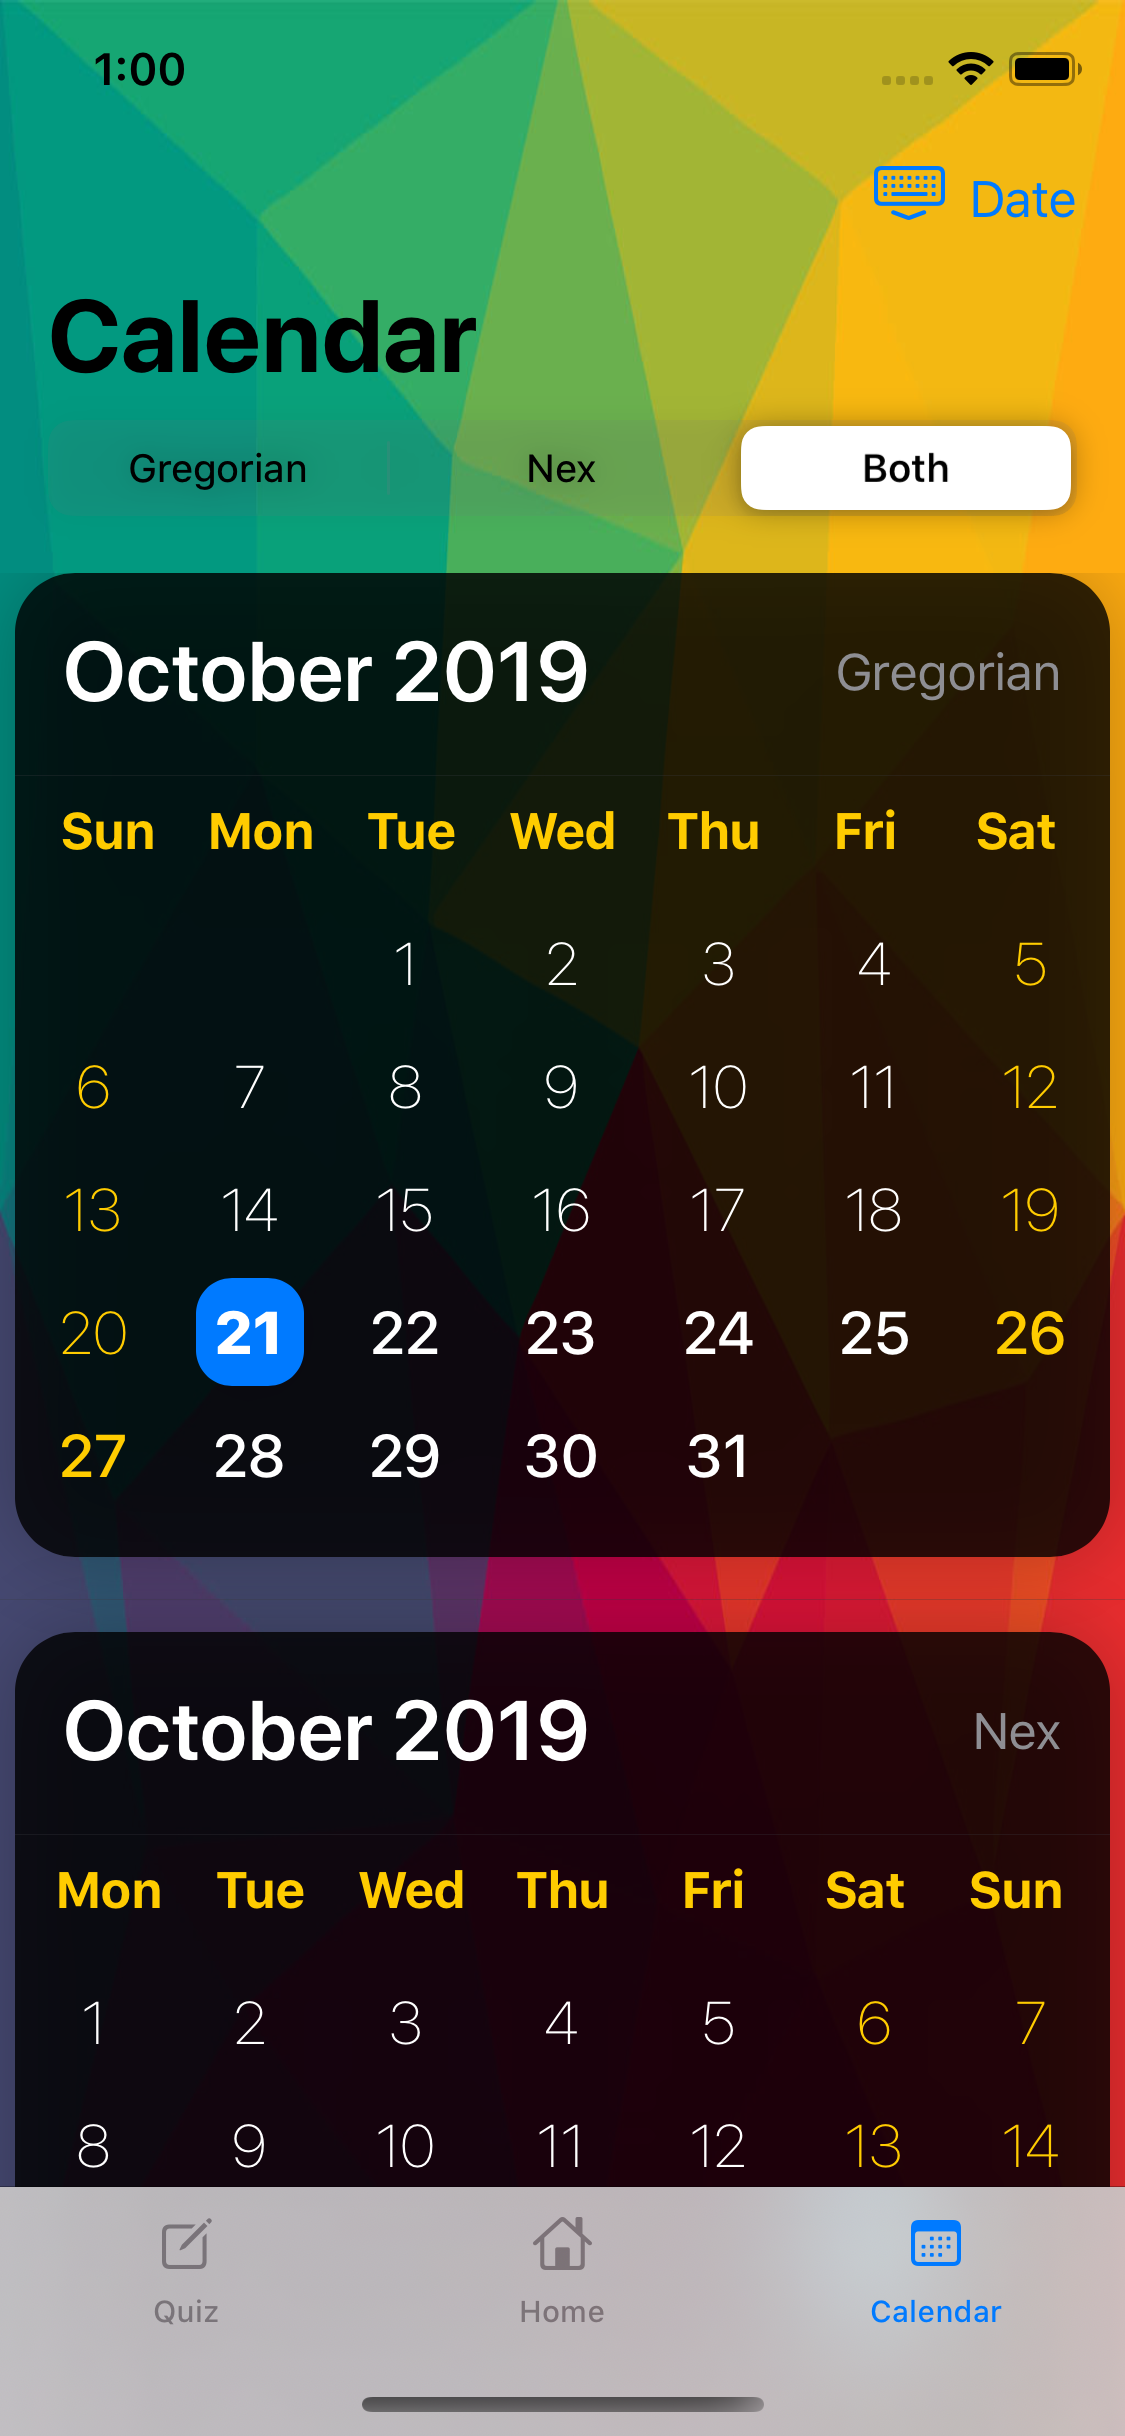 1:00
Date
Calendar
Gregorian Nex Both
October 2019 Gregorian
Sun Mon Tue Wed Thu Fri Sat
1 2 3 4 5
6 7 8 9 10 11 12
13 14 15 16 17 18 19
20 21 22 23 24 25 26
27 28 29 30 31
October 2019 Nex
Mon Tue Wed Thu Fri Sat Sun
1 2 3 4 5 6 7
8 9 10 11 12 13 14
Quiz Home Calendar